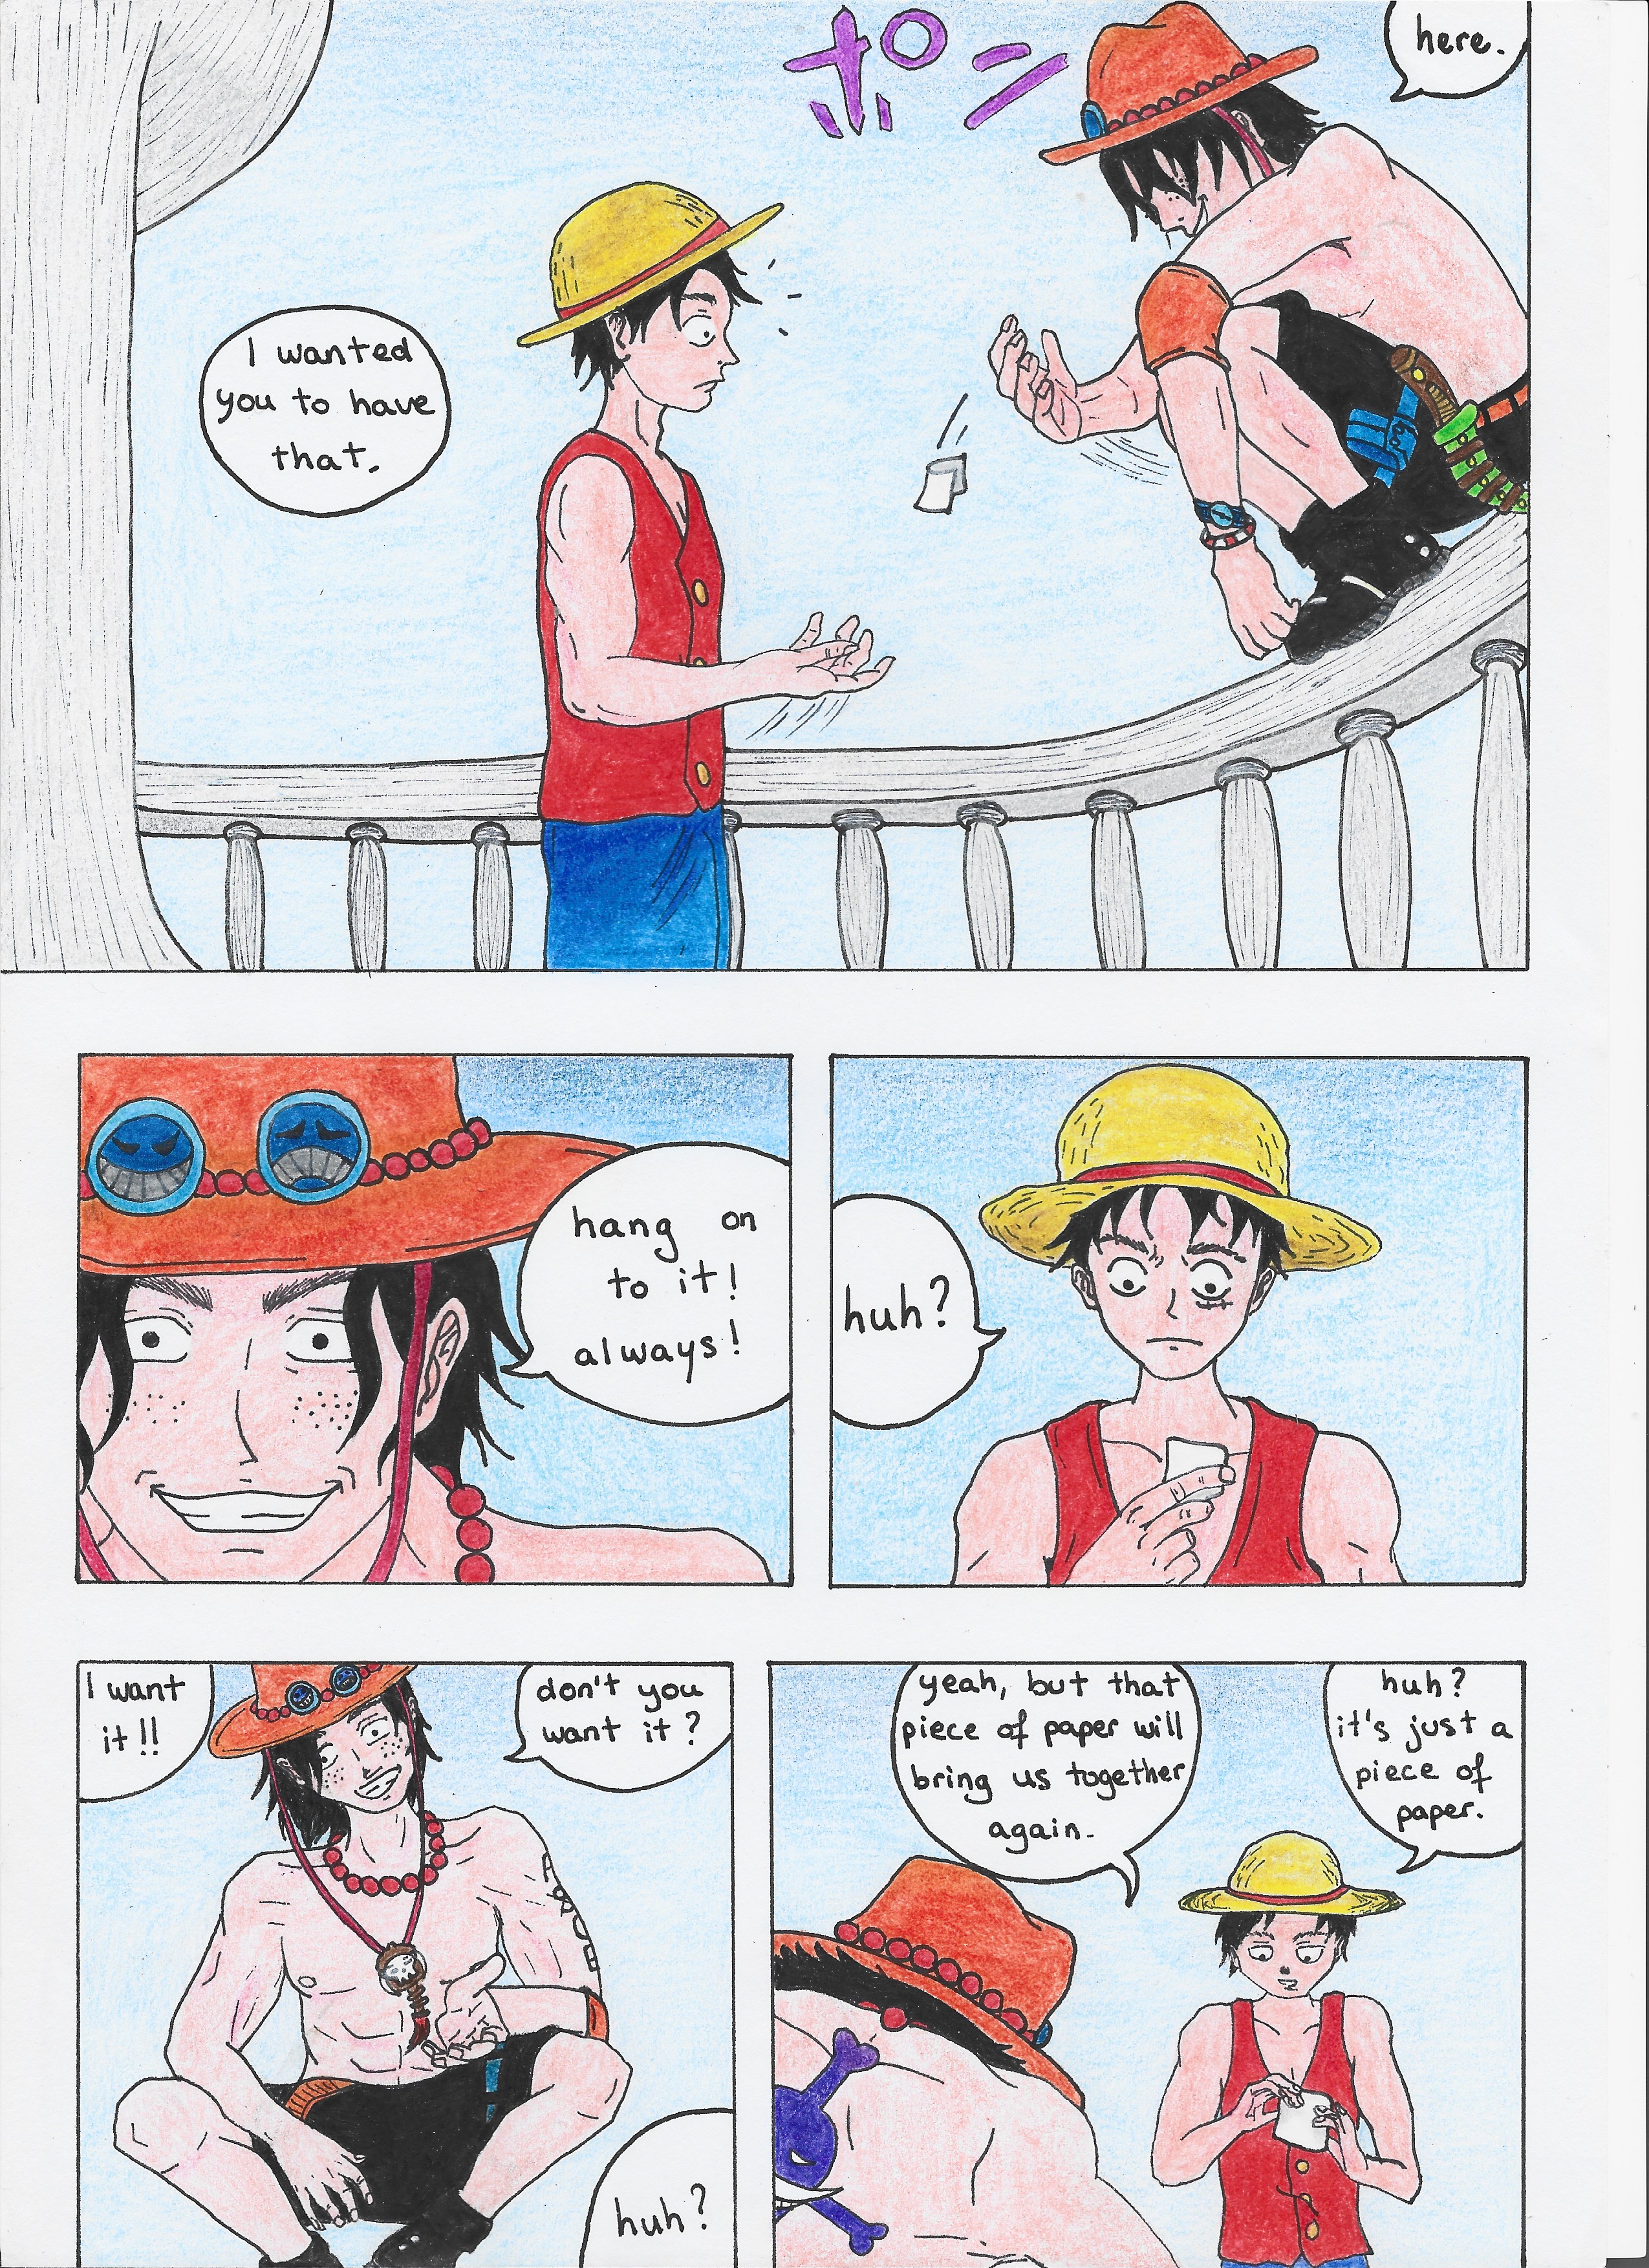 here.
ポン
I wanted
you to have
that.
huh?
hang on
to it!
always!
huh?
it's just a
piece of
paper.
yeah, but that
piece of paper will
bring us together
again.
don't you
want it?
huh?
I want
it!!